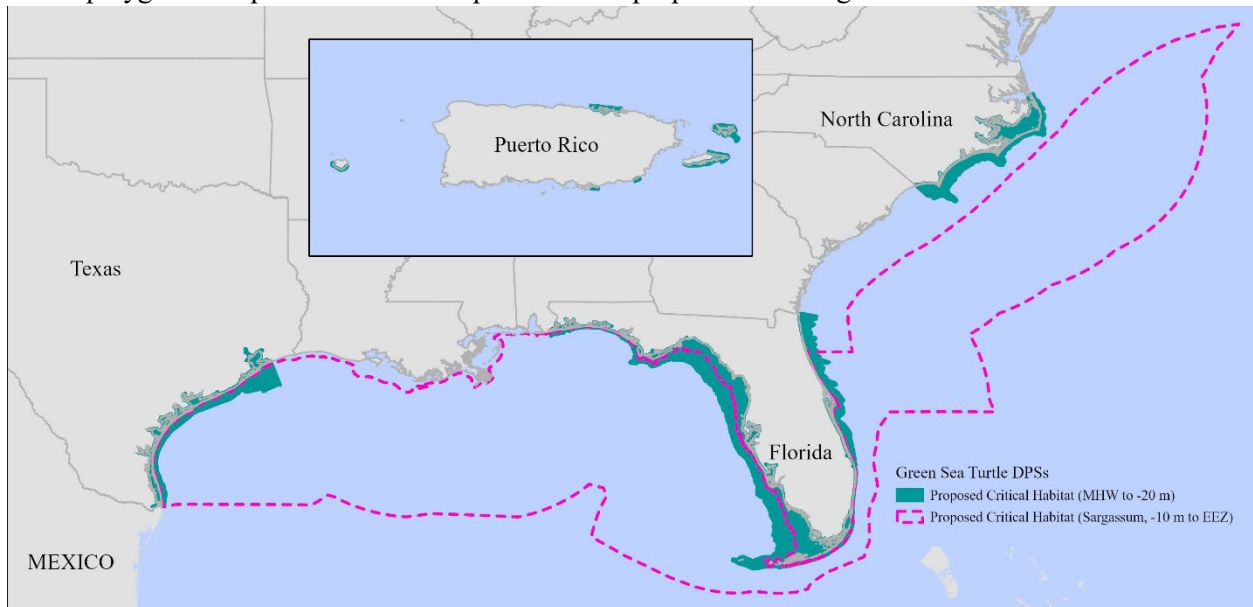 North Carolina
Puerto Rico
Texas
Florida
Green Sea Turtle DPSs
Proposed Critical Habitat (MHW to -20 m)
Proposed Critical Habitat (Sargassum, -10 m to EEZ)
MEXICO